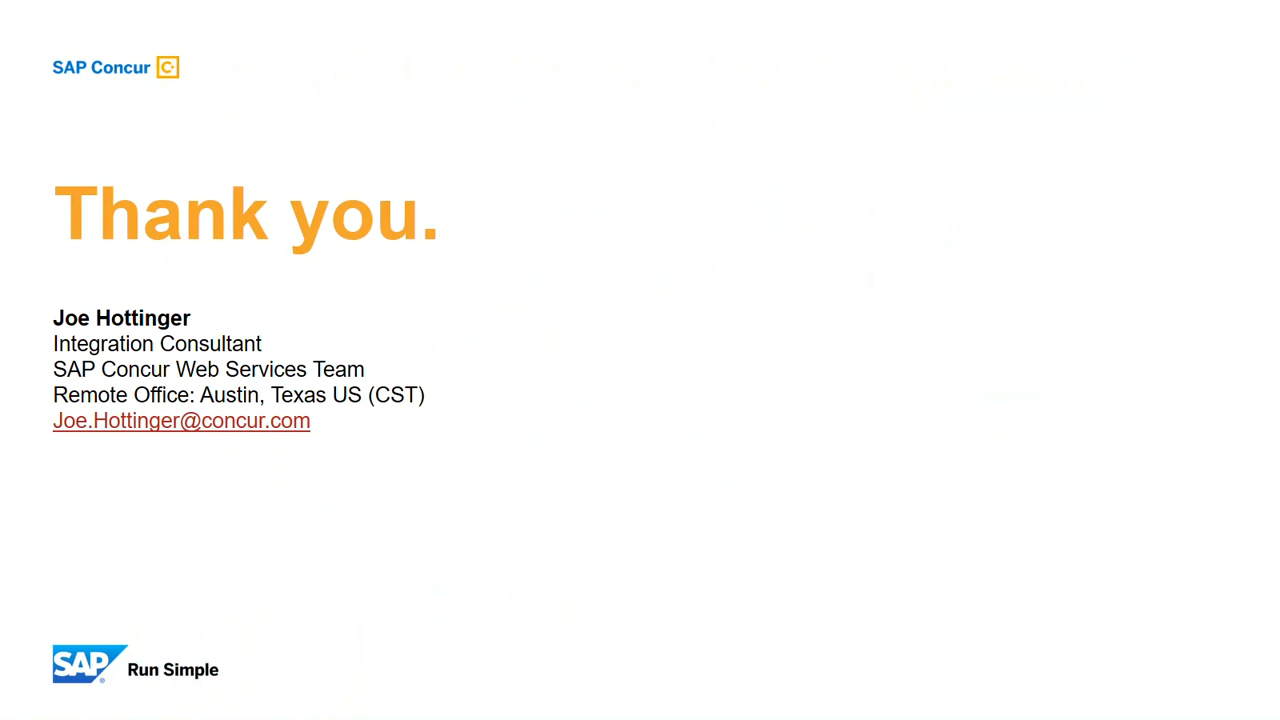 SAP Concur
Thank you.
Joe Hottinger
Integration Consultant
SAP Concur Web Services Team
Remote Office: Austin, Texas US (CST)
Joe.Hottinger@concur.com
SAP® Run Simple